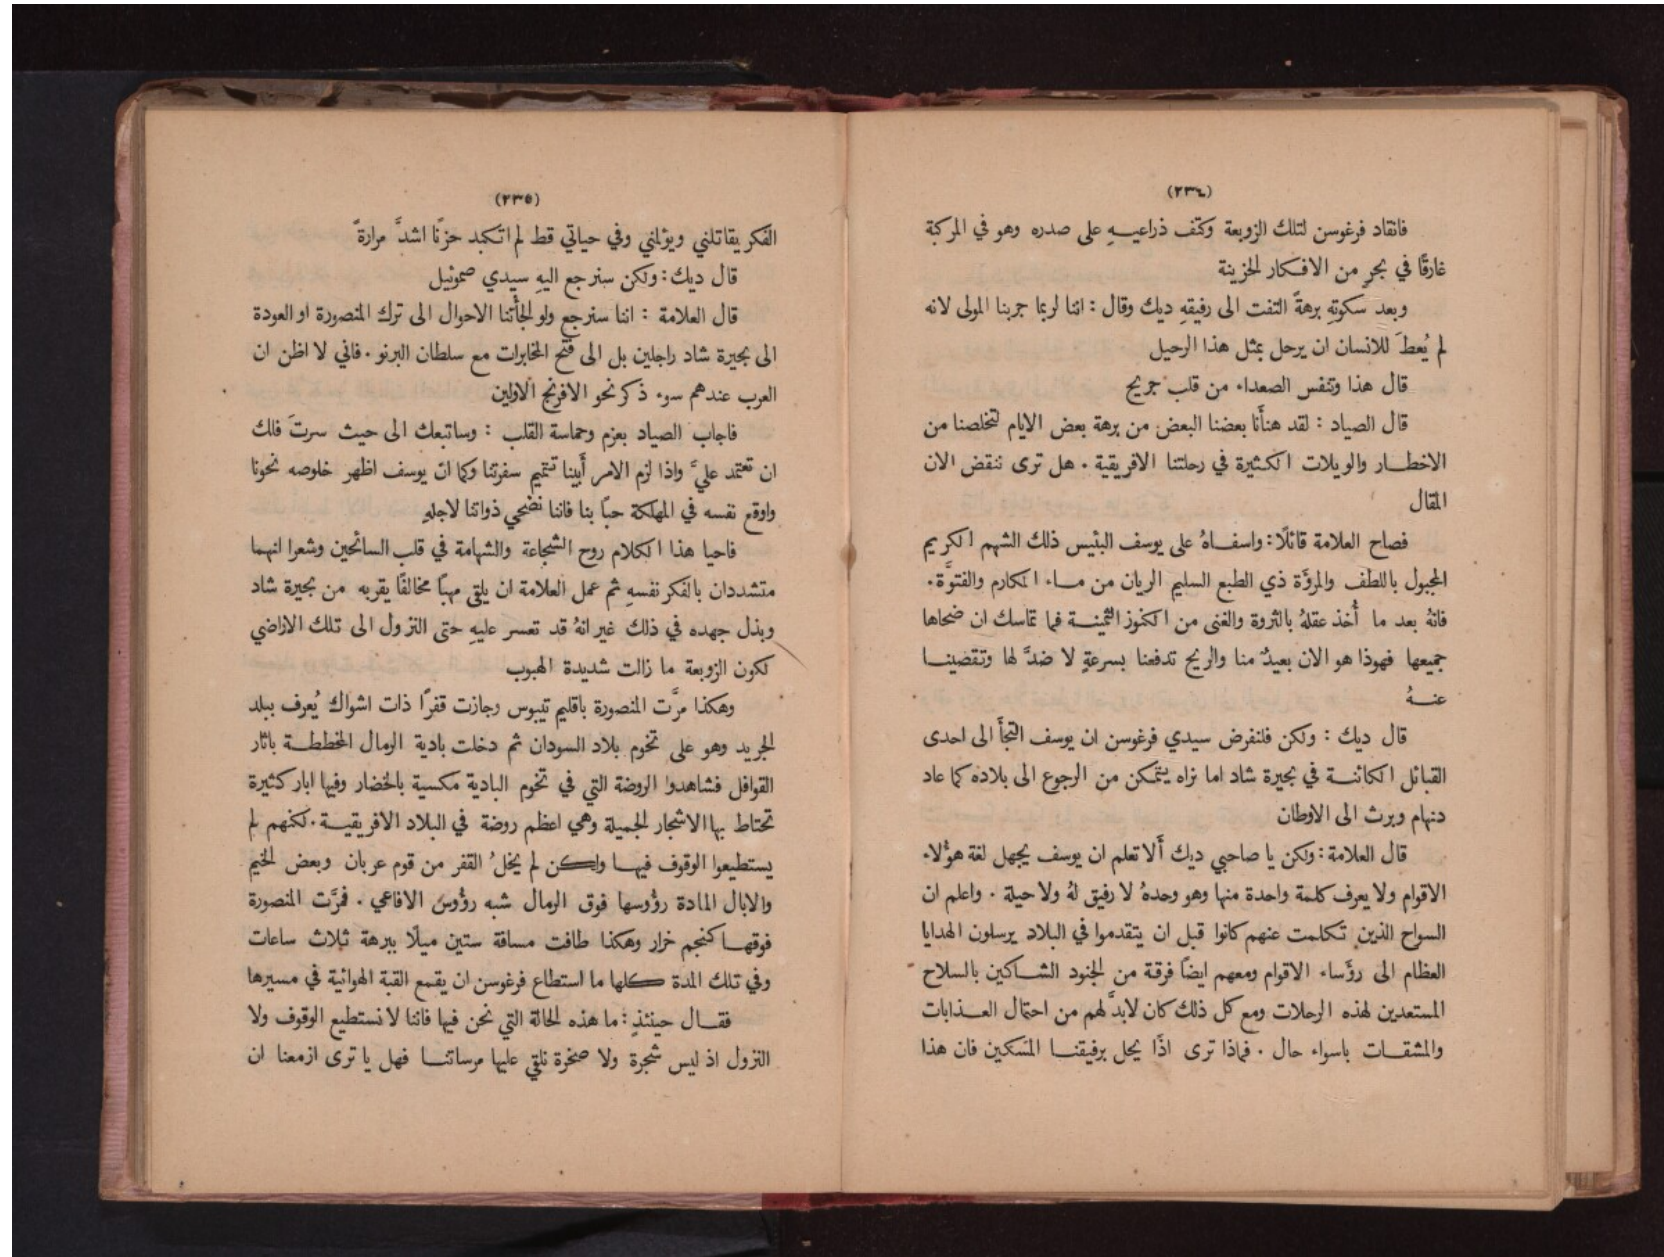 (٢٣٤)
فانقاد فرغوسن لتلك الزوبعة وكتف ذراعيهِ على صدره وهو في المركبة
غارقًا في بحرٍ من الافكار الحزينة
وبعد سكوتهِ برهةً التفت الى رفيقهِ ديك وقال : اننا لربما جربنا المولى لانه
لم يُعطَ للانسان ان يرحل بمثل هذا الرحيل
قال هذا وتنفس الصعداء من قلب جريح
قال الصياد : لقد هنأنا بعضنا البعض من برهة بعض الايام لتخلصنا من
الاخطار والويلات الكثيرة في رحلتنا الافريقية . هل ترى ننقض الان
المقال
فصاح العلامة قائلًا : واسفاهُ على يوسف البئيس ذلك الشهم الكريم
المجبول باللطف والمروَّة ذي الطبع السليم الريان من ماء المكارم والفتوَّة .
فانهُ بعد ما أُخذ عقلهُ بالثروة والغنى من الكنوز الثمينة فما تماسك ان ضحاها
جميعها فهوذا هو الان بعيدٌ منا والريح تدفعنا بسرعةٍ لا ضدَّ لها وتقصينا
عنهُ
قال ديك : ولكن فلنفرض سيدي فرغوسن ان يوسف التجأ الى احدى
القبائل الكائنة في بحيرة شاد اما نراه يتمكن من الرجوع الى بلاده كما عاد
دنهام وبرث الى الاوطان
قال العلامة : ولكن يا صاحبي ديك أَلا تعلم ان يوسف يجهل لغة هؤلاء
الاقوام ولا يعرف كلمة واحدة منها وهو وحدهُ لا رفيق لهُ ولا حيلة . واعلم ان
السواح الذين تكلمت عنهم كانوا قبل ان يتقدموا في البلاد يرسلون الهدايا
العظام الى رؤَساء الاقوام ومعهم ايضًا فرقة من الجنود الشاكين بالسلاح
المستعدين لهذه الرحلات ومع كل ذلك كان لابدَّ لهم من احتمال العذابات
والمشقات باسواء حال . فماذا ترى اذًا يحل برفيقنا المسكين فان هذا
(٢٣٥)
الفكر يقاتلني ويؤلمني وفي حياتي قط لم اتكبد حزنًا اشدَّ مرارةً
قال ديك : ولكن سنرجع اليهِ سيدي صموئيل
قال العلامة : اننا سنرجع ولو لجأتنا الاحوال الى ترك المنصورة او العودة
الى بحيرة شاد راجلين بل الى فتح المخابرات مع سلطان البرنو . فاني لا اظن ان
العرب عندهم سوء ذكر نحو الافرنج الاولين
فاجاب الصياد بعزم وحماسة القلب : وساتبعك الى حيث سرتَ فلك
ان تعتمد عليَّ واذا لزم الامر أَبينا تتميم سفرتنا وكما ان يوسف اظهر خلوصه نحونا
واوقع نفسه في المهلكة حبًا بنا فاننا نضحي ذواتنا لاجلهِ
فاحيا هذا الكلام روح الشجاعة والشهامة في قلب السائحين وشعرا انهما
متشددان بالفكر نفسهِ ثم عمل العلامة ان يلقى مهبًا مخالفًا يقربه من بحيرة شاد
وبذل جهده في ذلك غير انهُ قد تعسر عليهِ حتى النزول الى تلك الاراضي
لكون الزوبعة ما زالت شديدة الهبوب
وهكذا مرَّت المنصورة باقليم تيبوس وجازت قفرًا ذات اشواك يُعرف ببلد
الجريد وهو على تخوم بلاد السودان ثم دخلت بادية الرمال المخططة باثار
القوافل فشاهدوا الروضة التي في تخوم البادية مكسية بالخضار وفيها ابار كثيرة
تحتاط بها الاشجار الجميلة وهي اعظم روضة في البلاد الافريقية . لكنهم لم
يستطيعوا الوقوف فيها ولكن لم يخلُ القفر من قوم عربان وبعض الخيم
والابال المادة رؤوسها فوق الرمال شبه رؤوس الافاعي . فمرَّت المنصورة
فوقها كنجم خرار وهكذا طافت مسافة ستين ميلًا ببرهة ثلاث ساعات
وفي تلك المدة كلها ما استطاع فرغوسن ان يقمع القبة الهوائية في مسيرها
فقال حينئذٍ : ما هذه الحالة التي نحن فيها فاننا لا نستطيع الوقوف ولا
النزول اذ ليس شجرة ولا صخرة نلقي عليها مرساتنا فهل يا ترى ازمعنا ان